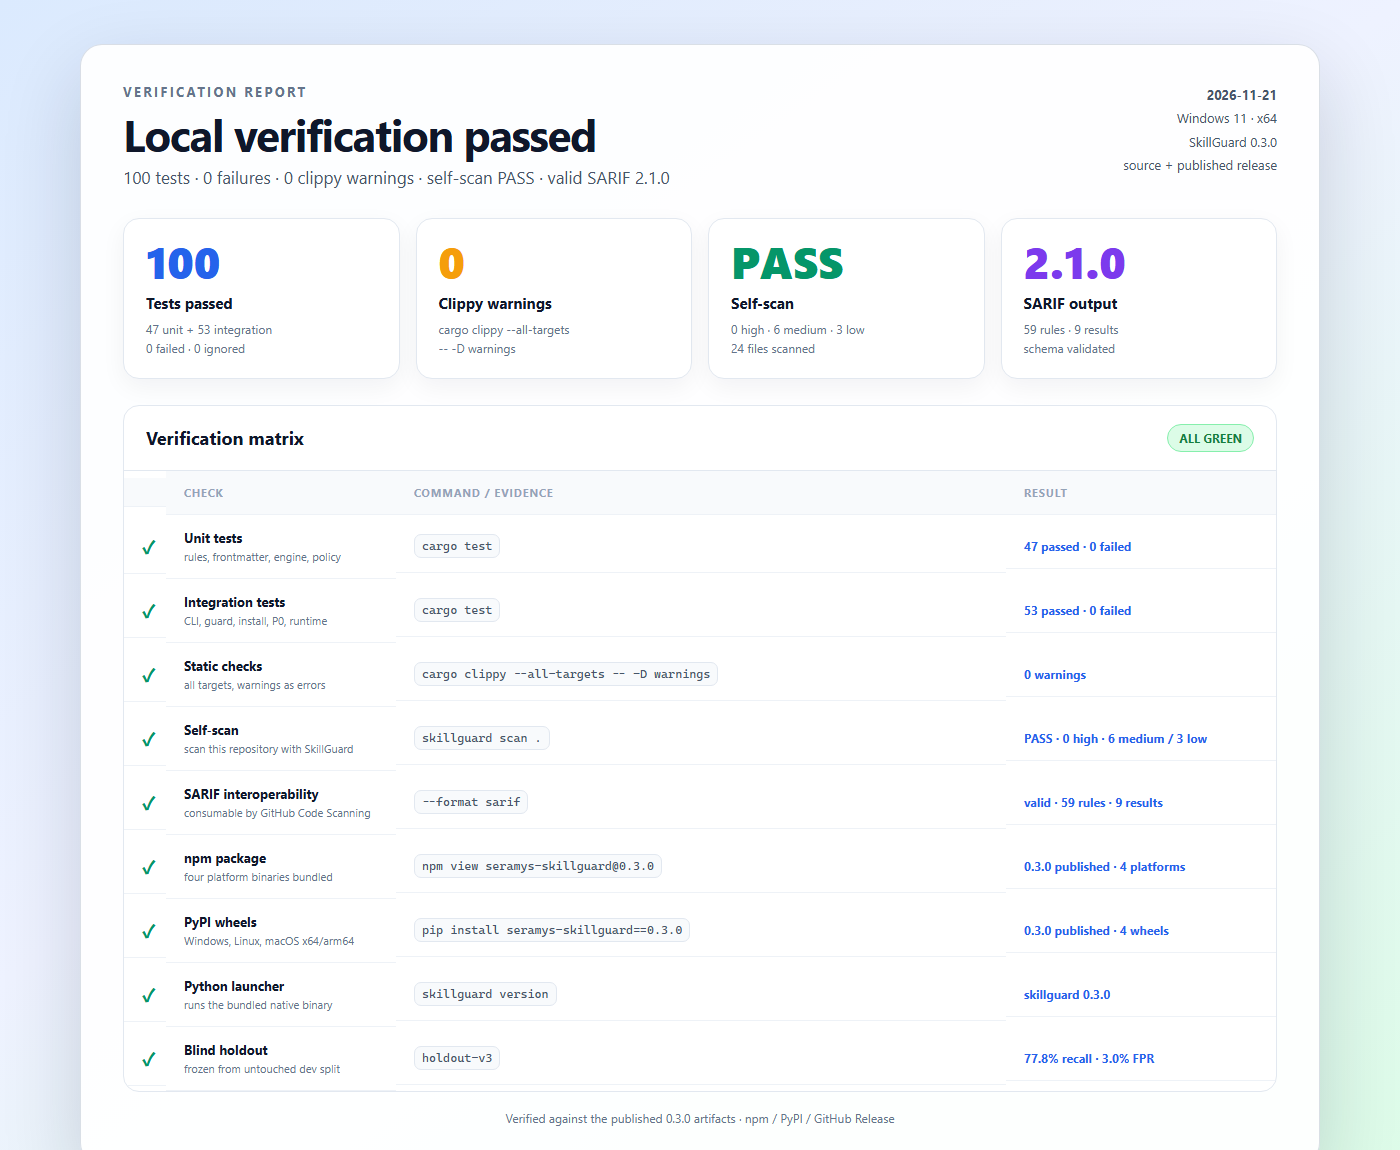 VERIFICATION REPORT
Local verification passed
100 tests · 0 failures · 0 clippy warnings · self-scan PASS · valid SARIF 2.1.0
2026-11-21
Windows 11 · x64
SkillGuard 0.3.0
source + published release
100
Tests passed
47 unit + 53 integration
0 failed · 0 ignored
0
Clippy warnings
cargo clippy --all-targets
-- -D warnings
PASS
Self-scan
0 high · 6 medium · 3 low
24 files scanned
2.1.0
SARIF output
59 rules · 9 results
schema validated
Verification matrix
ALL GREEN
CHECK COMMAND / EVIDENCE RESULT
✓ Unit tests
rules, frontmatter, engine, policy
cargo test
47 passed · 0 failed
✓ Integration tests
CLI, guard, install, P0, runtime
cargo test
53 passed · 0 failed
✓ Static checks
all targets, warnings as errors
cargo clippy --all-targets -- -D warnings
0 warnings
✓ Self-scan
scan this repository with SkillGuard
skillguard scan .
PASS · 0 high · 6 medium / 3 low
✓ SARIF interoperability
consumable by GitHub Code Scanning
--format sarif
valid · 59 rules · 9 results
✓ npm package
four platform binaries bundled
npm view seramys-skillguard@0.3.0
0.3.0 published · 4 platforms
✓ PyPI wheels
Windows, Linux, macOS x64/arm64
pip install seramys-skillguard==0.3.0
0.3.0 published · 4 wheels
✓ Python launcher
runs the bundled native binary
skillguard version
skillguard 0.3.0
✓ Blind holdout
frozen from untouched dev split
holdout-v3
77.8% recall · 3.0% FPR
Verified against the published 0.3.0 artifacts · npm / PyPI / GitHub Release